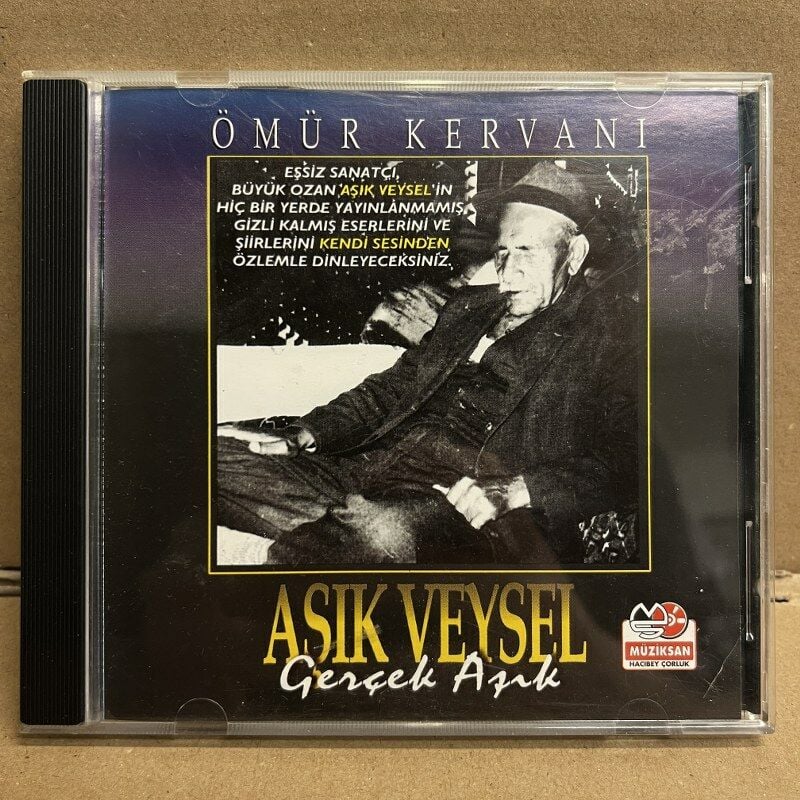 ÖMÜR KERVANI
EŞSİZ SANATÇI,
BÜYÜK OZAN AŞIK VEYSEL'İN
HİÇ BİR YERDE YAYINLANMAMIŞ,
GİZLİ KALMIŞ ESERLERİNİ VE
ŞİİRLERİNİ KENDİ SESİNDEN
ÖZLEMLE DİNLEYECEKSİNİZ.
AŞIK VEYSEL
Gerçek Aşık
MÜZİKSAN
HACIBEY ÇORLUK